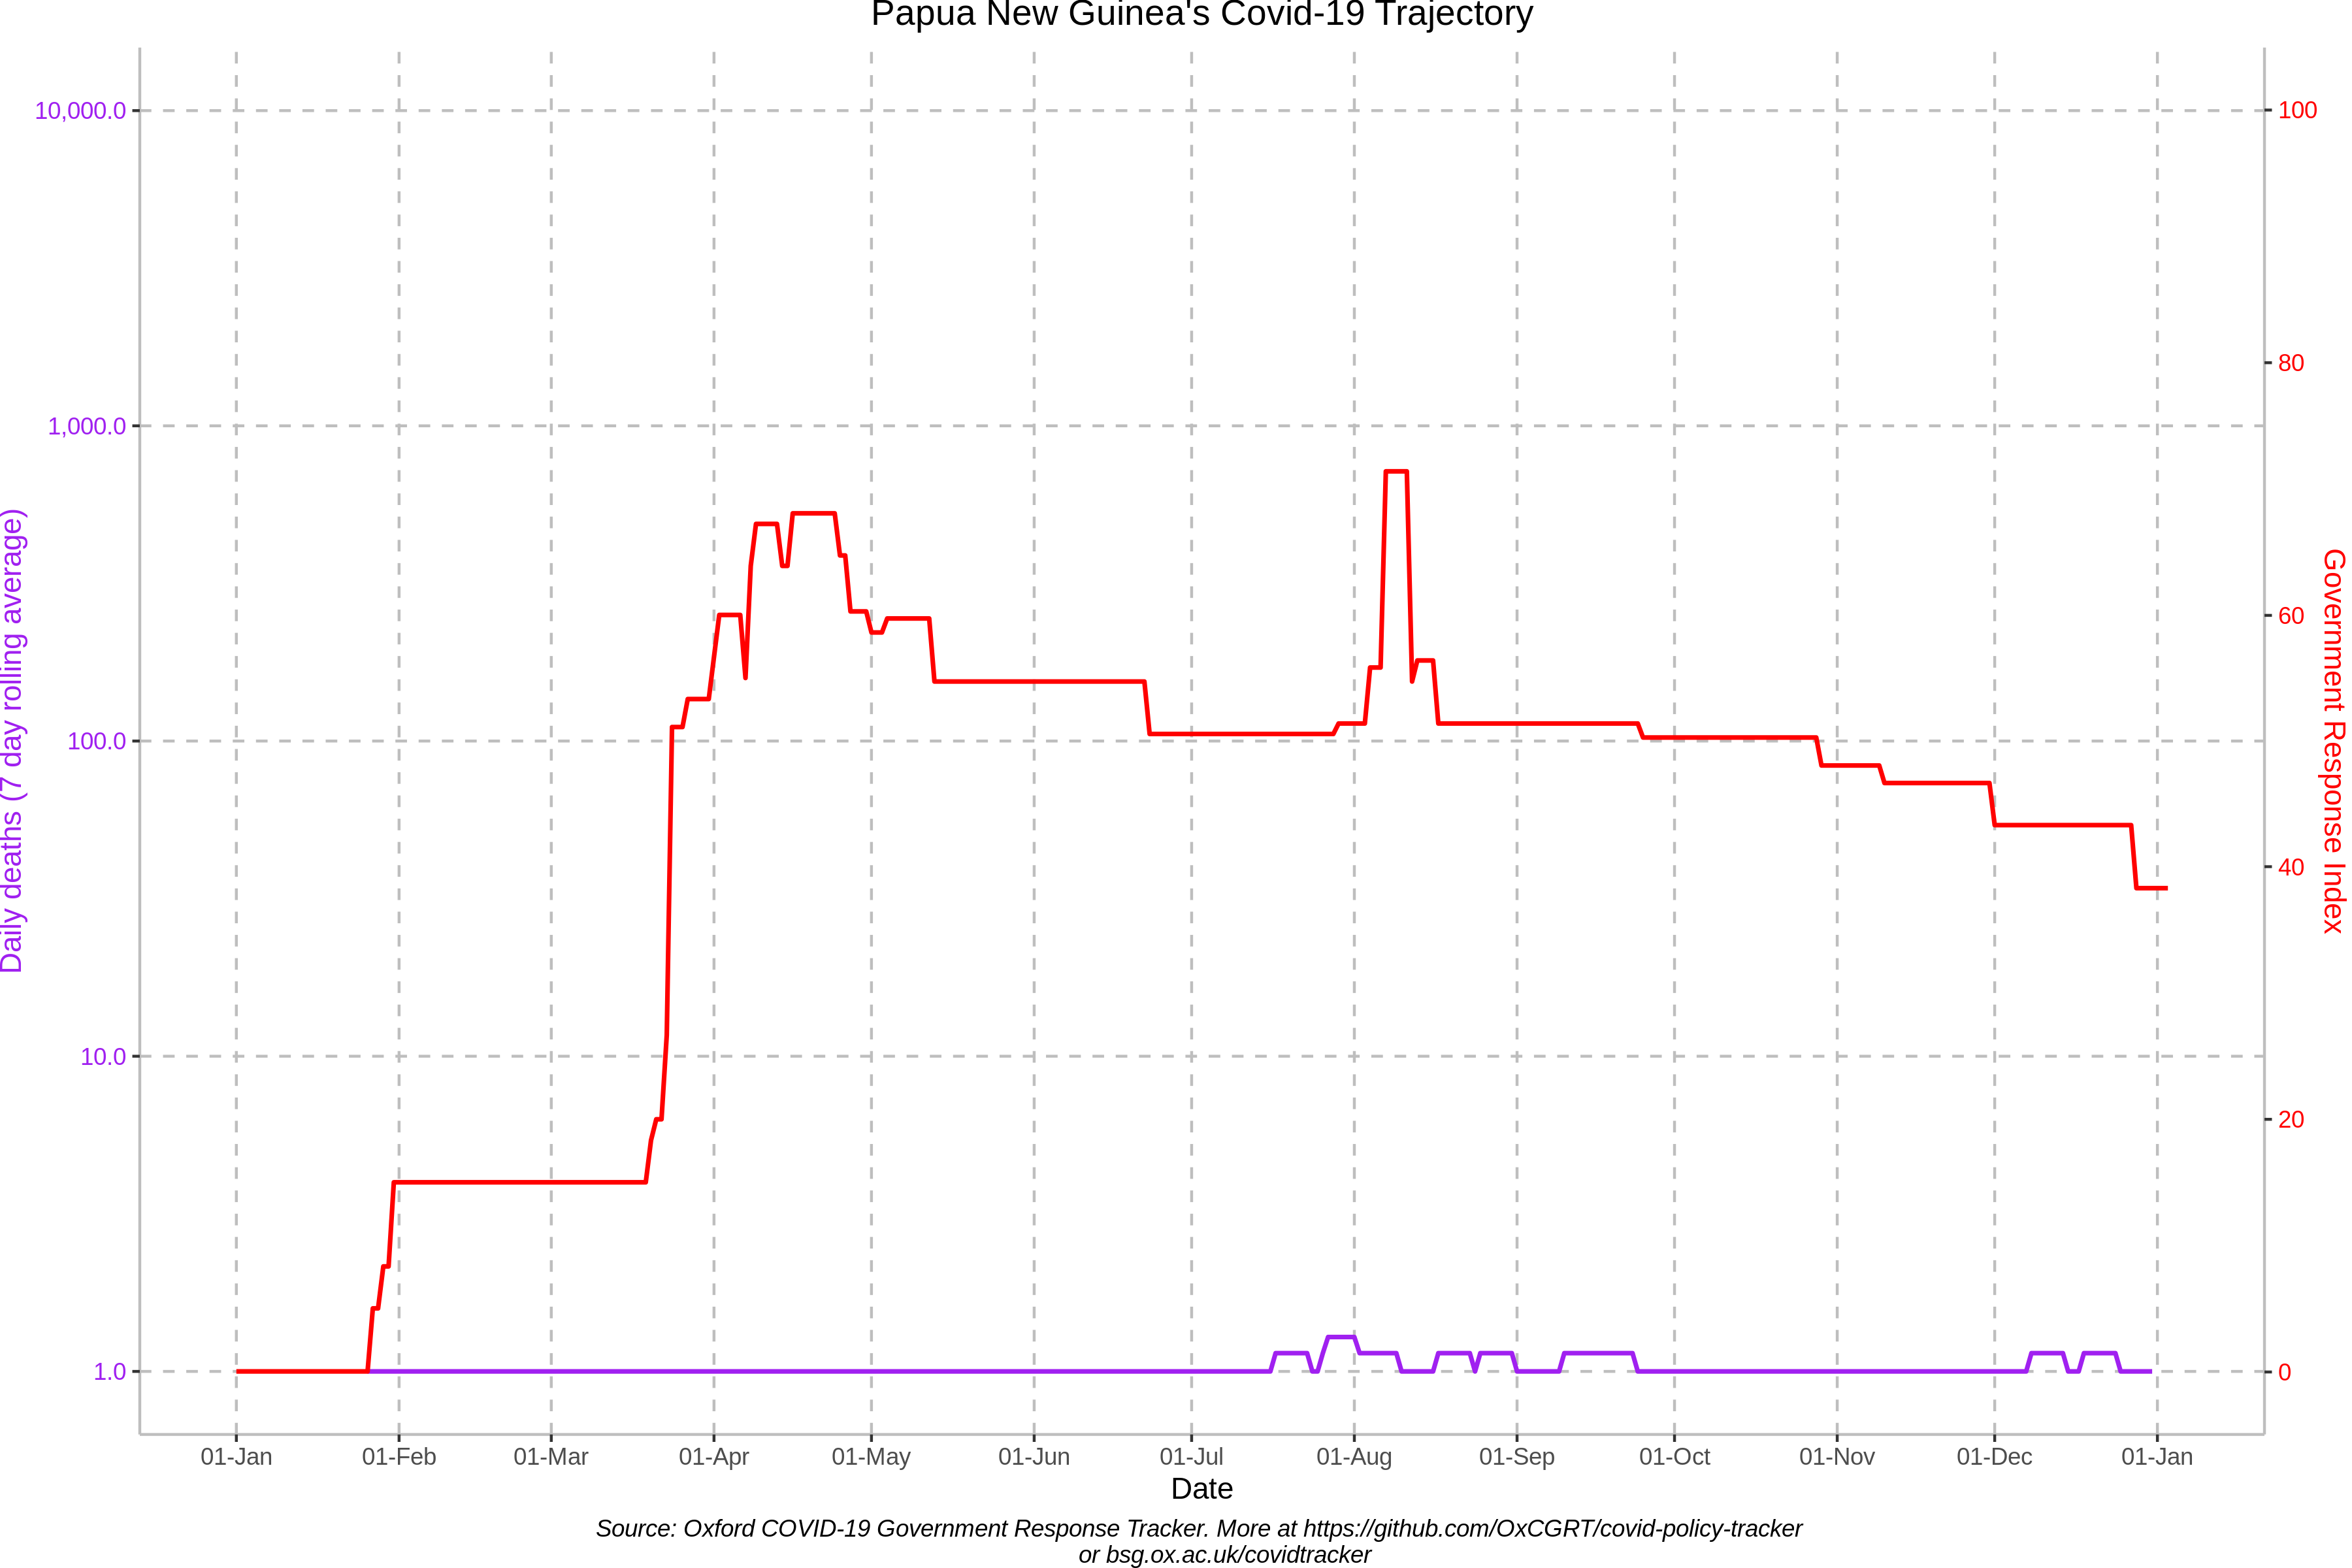 Papua New Guinea's Covid-19 Trajectory
10,000.0
1,000.0
100.0
10.0
1.0
Daily deaths (7 day rolling average)
100
80
60
40
20
0
Government Response Index
01-Jan
01-Feb
01-Mar
01-Apr
01-May
01-Jun
01-Jul
01-Aug
01-Sep
01-Oct
01-Nov
01-Dec
01-Jan
Date
Source: Oxford COVID-19 Government Response Tracker. More at https://github.com/OxCGRT/covid-policy-tracker
or bsg.ox.ac.uk/covidtracker